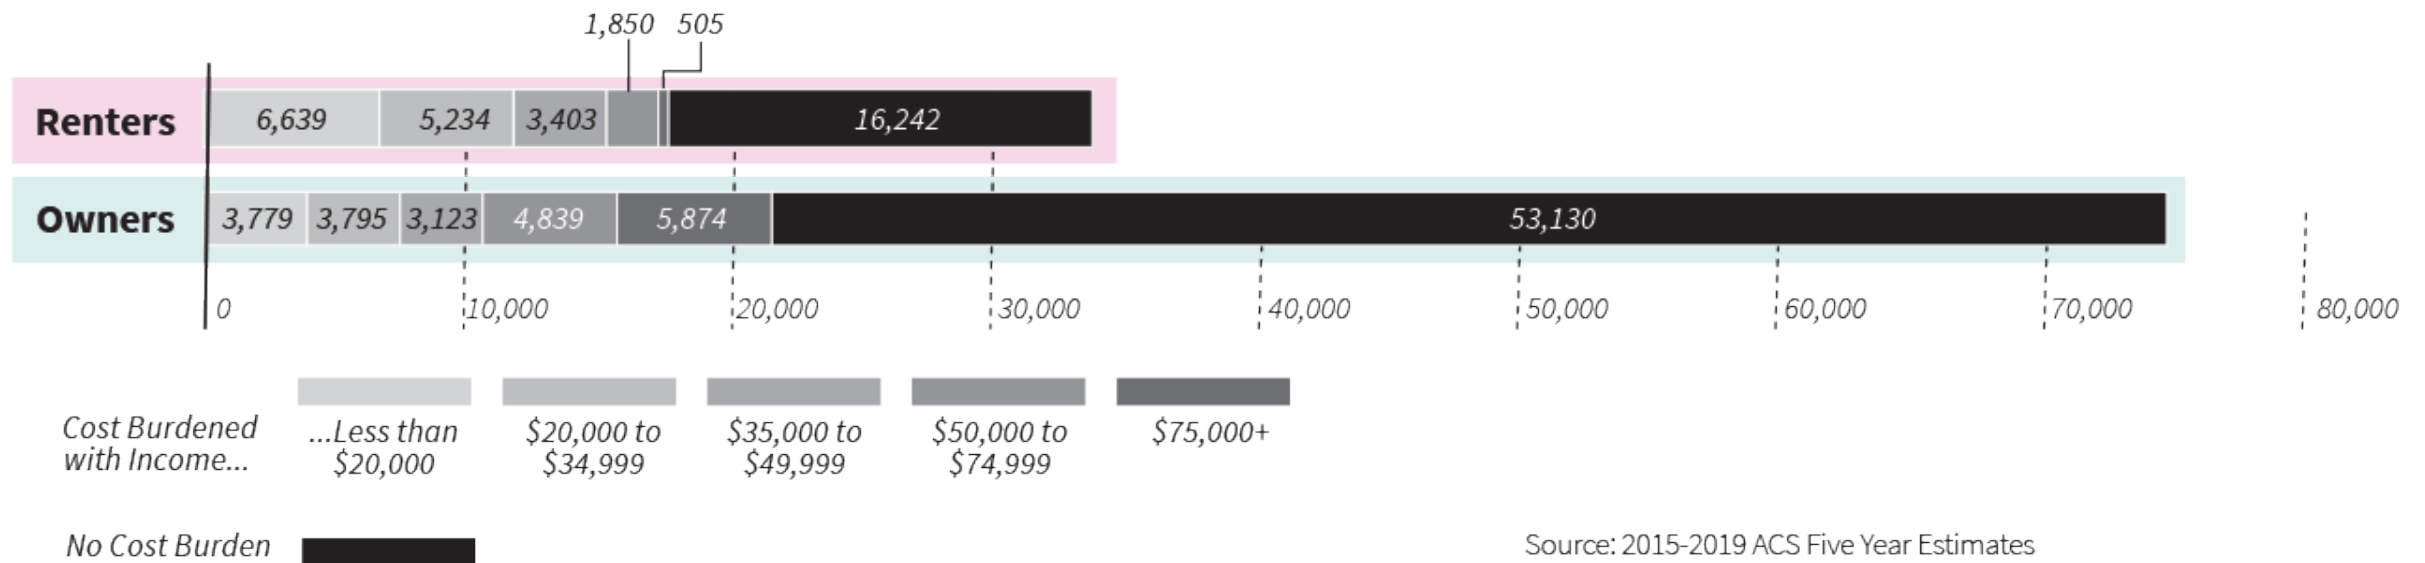 1,850 505
Renters 6,639 5,234 3,403 16,242
Owners 3,779 3,795 3,123 4,839 5,874 53,130
0 10,000 20,000 30,000 40,000 50,000 60,000 70,000 80,000
Cost Burdened
with Income...
...Less than
$20,000
$20,000 to
$34,999
$35,000 to
$49,999
$50,000 to
$74,999
$75,000+
No Cost Burden
Source: 2015-2019 ACS Five Year Estimates